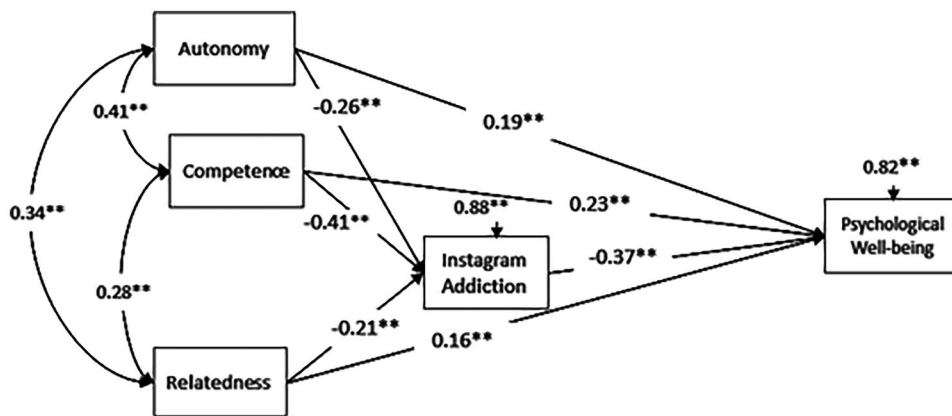 Autonomy
0.41**
-0.26**
0.19**
Competence
0.82**
0.34**
-0.41**
0.88**
0.23**
Psychological
Well-being
Instagram
Addiction
-0.37**
0.28**
-0.21**
0.16**
Relatedness